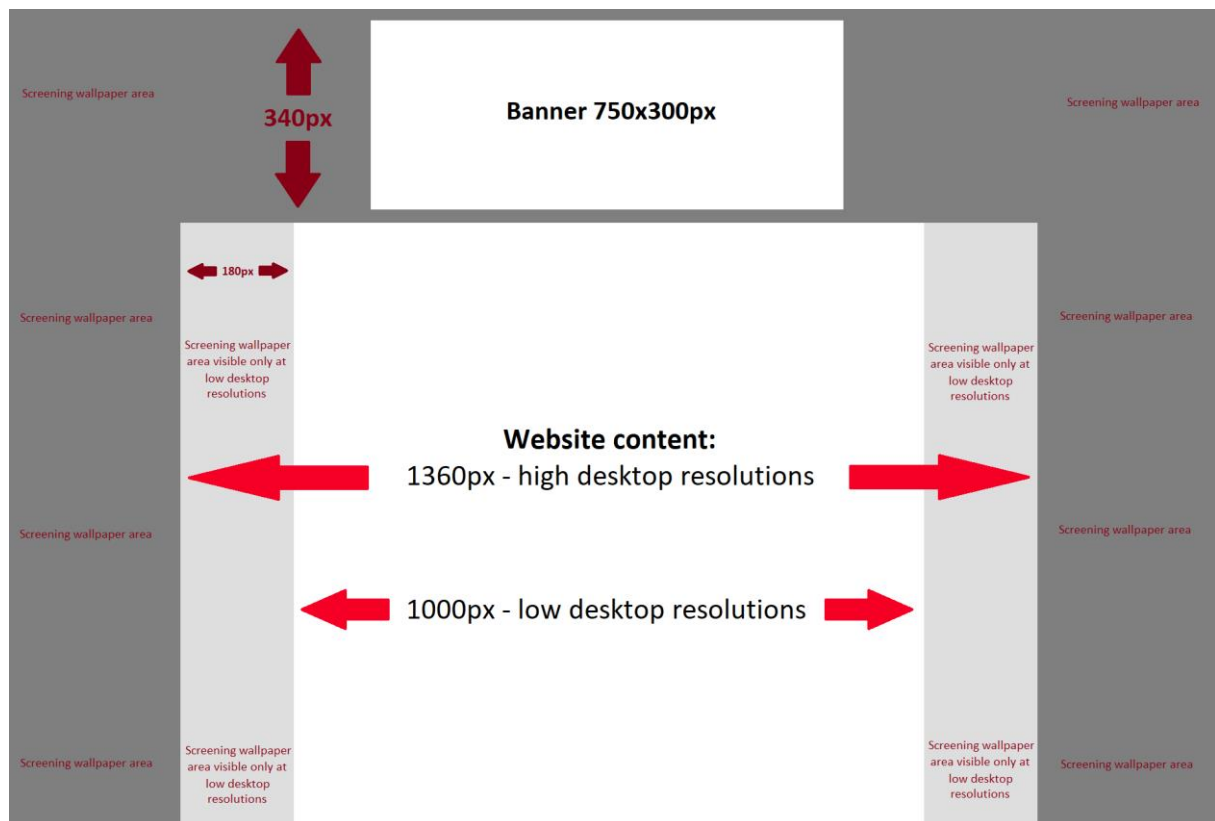 Screening wallpaper area
340px
Banner 750x300px
Screening wallpaper area
180px
Screening wallpaper area
Screening wallpaper
area visible only at
low desktop
resolutions
Screening wallpaper
area visible only at
low desktop
resolutions
Screening wallpaper area
Website content:
1360px - high desktop resolutions
Screening wallpaper area
Screening wallpaper area
1000px - low desktop resolutions
Screening wallpaper area
Screening wallpaper
area visible only at
low desktop
resolutions
Screening wallpaper
area visible only at
low desktop
resolutions
Screening wallpaper area